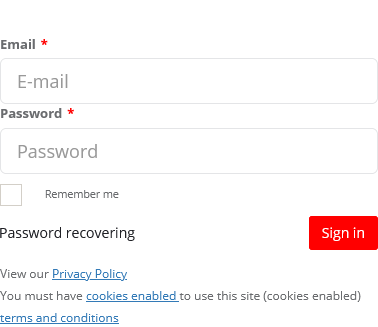 Email *
E-mail
Password *
Password
Remember me
Password recovering
Sign in
View our Privacy Policy
You must have cookies enabled to use this site (cookies enabled)
terms and conditions